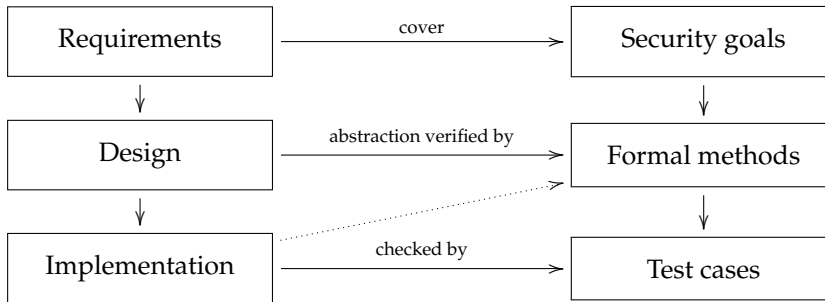 Requirements
cover
Security goals
Design
abstraction verified by
Formal methods
Implementation
checked by
Test cases